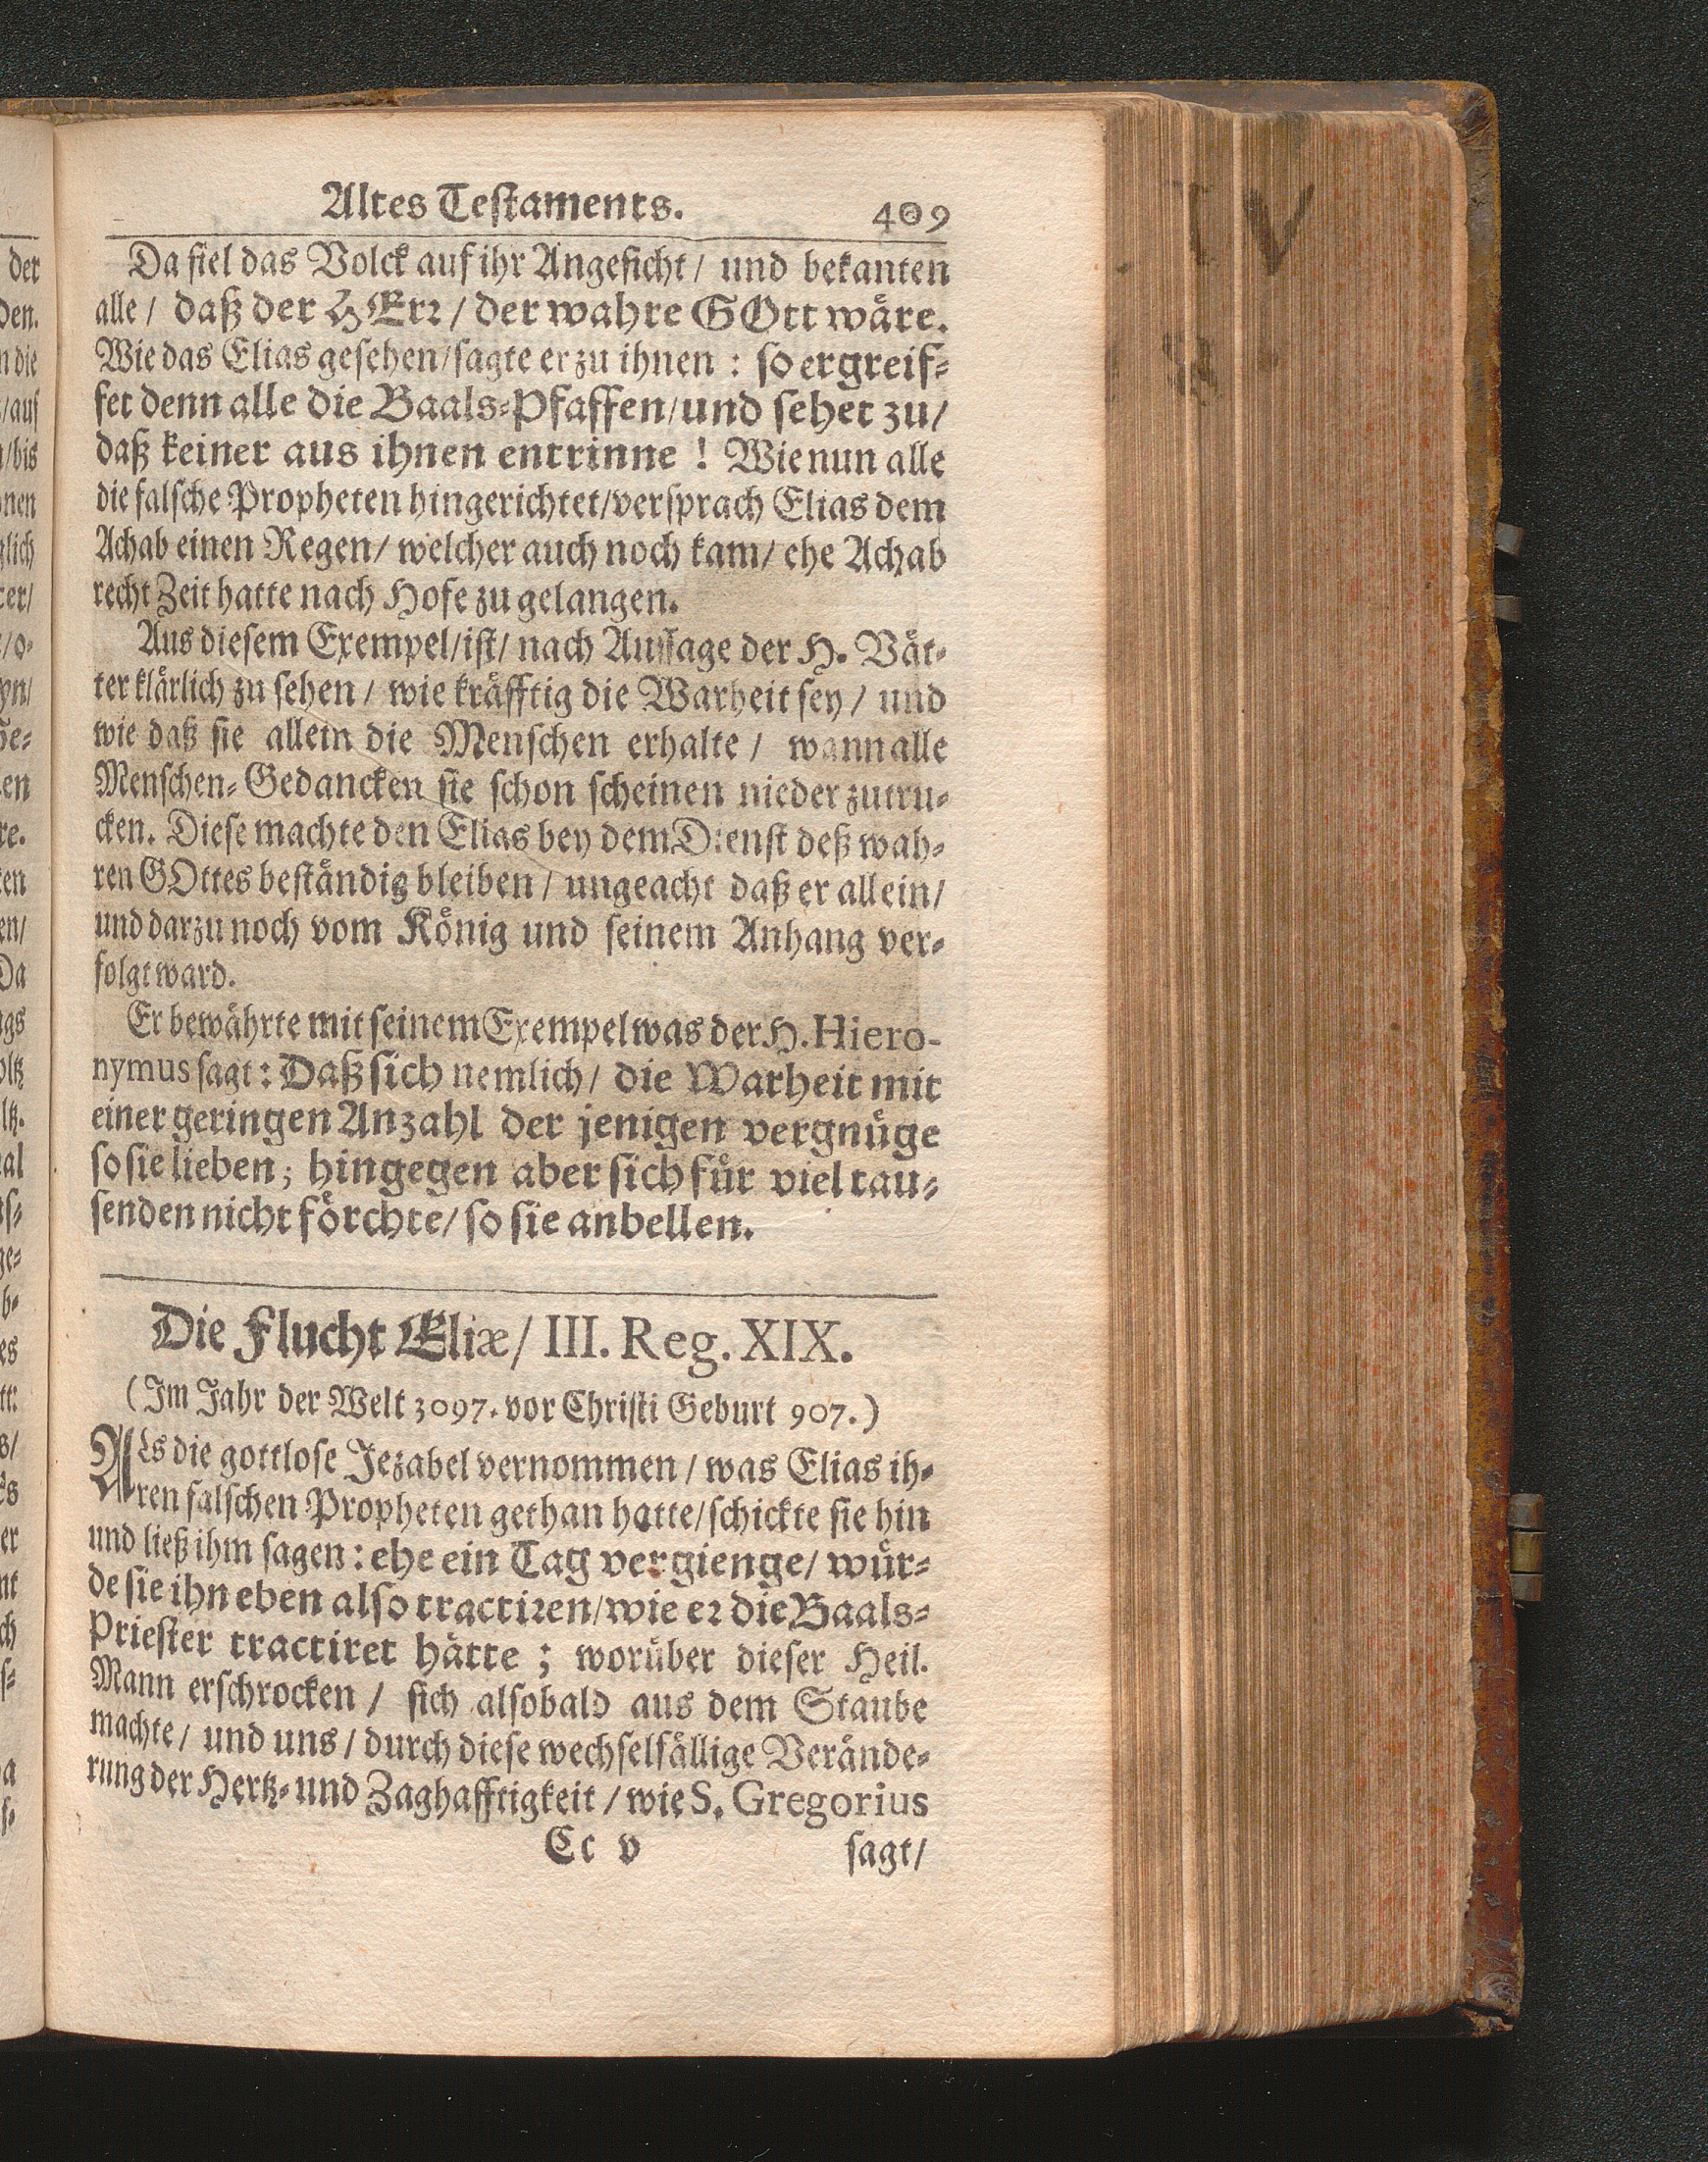 Altes Teſtaments. 409
Da fiel das Volck auf ihr Angeſicht/ und bekanten
alle / daß der HErꝛ / der wahre GOtt wäre.
Wie das Elias geſehen/ſagte er zu ihnen : ſo ergreif-
fet denn alle die Baals-Pfaffen/und ſehet zu/
daß keiner aus ihnen entrinne ! Wie nun alle
die falſche Propheten hingerichtet/verſprach Elias dem
Achab einen Regen/ welcher auch noch kam/ ehe Achab
recht Zeit hatte nach Hofe zu gelangen.
Aus dieſem Exempel/iſt/ nach Auſſage der H. Vät-
ter klärlich zu ſehen / wie kräfftig die Warheit ſey / und
wie daß ſie allein die Menſchen erhalte / wann alle
Menſchen-Gedancken ſie ſchon ſcheinen nieder zutru-
cken. Dieſe machte den Elias bey dem Dienſt deß wah-
ren GOttes beſtändig bleiben / ungeacht daß er allein/
und darzu noch vom König und ſeinem Anhang ver-
folgt ward.
Er bewährte mit ſeinem Exempel was der H. Hiero-
nymus ſagt: Daß ſich nemlich/ die Warheit mit
einer geringen Anzahl der jenigen vergnüge
ſo ſie lieben; hingegen aber ſich für viel tau-
ſenden nicht förchte/ ſo ſie anbellen.
Die Flucht Eliæ/ III. Reg. XIX.
(Im Jahr der Welt 3097. vor Chriſti Geburt 907.)
ALs die gottloſe Jezabel vernommen / was Elias ih-
ren falſchen Propheten gethan hatte/ſchickte ſie hin
und ließ ihm ſagen: ehe ein Tag vergienge/ wür-
de ſie ihn eben alſo tractiꝛen/wie eꝛ die Baals-
Prieſter tractiret hätte ; worüber dieſer Heil.
Mann erſchrocken / ſich alſobald aus dem Staube
machte/ und uns / durch dieſe wechſelfällige Verände-
rung der Hertz- und Zaghafftigkeit / wie S. Gregorius
Cc v ſagt/